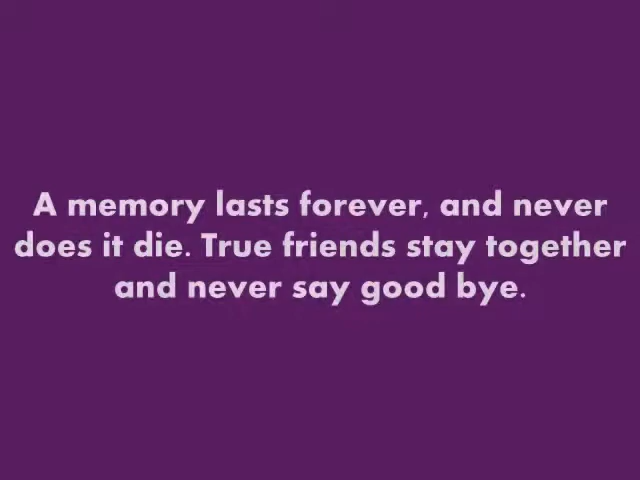 A memory lasts forever, and never
does it die. True friends stay together
and never say good bye.